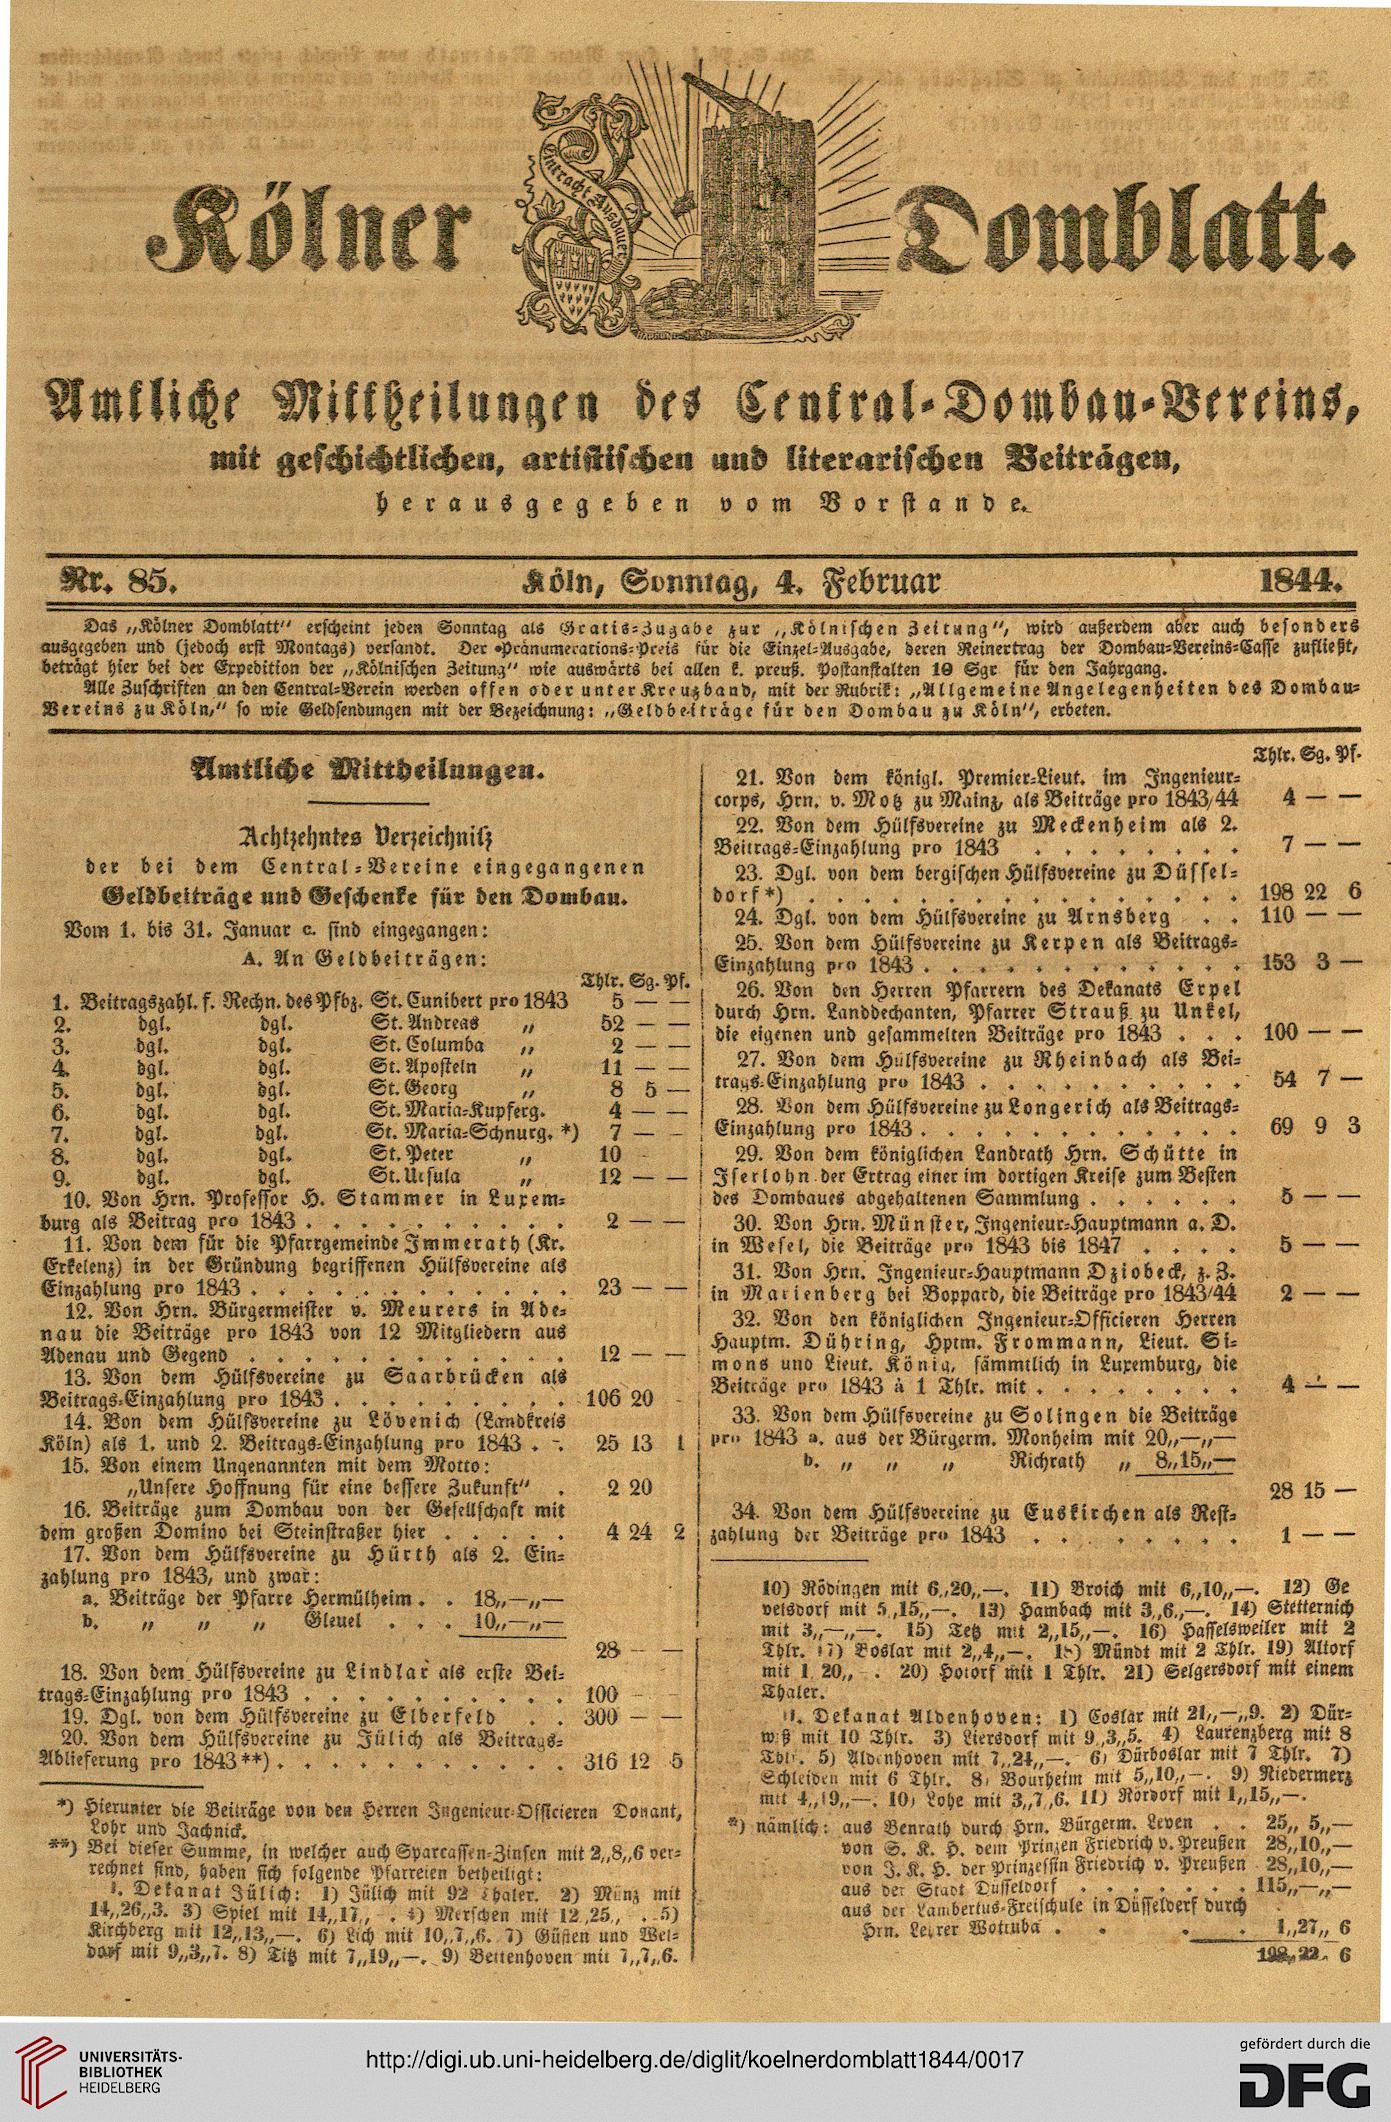 Eintracht Ausdauer
Kölner Domblatt.
Amtliche Mittheilungen des Central-Dombau-Vereins,
mit geschichtlichen, artistischen und literarischen Beiträgen,
herausgegeben vom Vorstande.
Nr. 85. Köln, Sonntag, 4. Februar 1844.
Das „Kölner Domblatt“ erscheint jeden Sonntag als Gratis-Zugabe zur „Kölnischen Zeitung“, wird außerdem aber auch besonders
ausgegeben und (jedoch erst Montags) versandt. Der Pränumerations-Preis für die Einzel-Ausgabe, deren Reinertrag der Dombau-Vereins-Casse zufließt,
beträgt hier bei der Expedition der „Kölnischen Zeitung“ wie auswärts bei allen k. preuß. Postanstalten 10 Sgr für den Jahrgang.
Alle Zuschriften an den Central-Verein werden offen oder unter Kreuzband, mit der Rubrik: „Allgemeine Angelegenheiten des Dombau-
Vereins zu Köln,“ so wie Geldsendungen mit der Bezeichnung: „Geldbeiträge für den Dombau zu Köln“, erbeten.
Amtliche Mittheilungen.
Achtzehntes Verzeichniß
der bei dem Central-Vereine eingegangenen
Geldbeiträge und Geschenke für den Dombau.
Vom 1. bis 31. Januar c. sind eingegangen:
A. An Geldbeiträgen:
Thlr. Sg. Pf.
1. Beitragszahl. f. Rechn. des Pfbz. St. Cunibert pro 1843 5 — —
2. dgl. dgl. St. Andreas „ 52 — —
3. dgl. dgl. St. Columba „ 2 — —
4. dgl. dgl. St. Aposteln „ 11 — —
5. dgl. dgl. St. Georg „ 8 5 —
6. dgl. dgl. St. Maria-Kupferg. 4 — —
7. dgl. dgl. St. Maria-Schnurg. *) 7 — —
8. dgl. dgl. St. Peter „ 10
9. dgl. dgl. St. Ursula „ 12 — —
10. Von Hrn. Professor H. Stammer in Luxem-
burg als Beitrag pro 1843 . . . . . . . . . . 2 — —
11. Von dem für die Pfarrgemeinde Immerath (Kr.
Erkelenz) in der Gründung begriffenen Hülfsvereine als
Einzahlung pro 1843 . . . . . . . . . . . . 23 — —
12. Von Hrn. Bürgermeister v. Meurers in Ade-
nau die Beiträge pro 1843 von 12 Mitgliedern aus
Adenau und Gegend . . . . . . . . . . . . 12 — —
13. Von dem Hülfsvereine zu Saarbrücken als
Beitrags-Einzahlung pro 1843 . . . . . . . . . 106 20
14. Von dem Hülfsvereine zu Lövenich (Landkreis
Köln) als 1. und 2. Beitrags-Einzahlung pro 1843 . . 25 13 1
15. Von einem Ungenannten mit dem Motto:
„Unsere Hoffnung für eine bessere Zukunft“ . 2 20
16. Beiträge zum Dombau von der Gesellschaft mit
dem großen Domino bei Steinstraßer hier . . . . . 4 24 2
17. Von dem Hülfsvereine zu Hürth als 2. Ein-
zahlung pro 1843, und zwar:
a. Beiträge der Pfarre Hermülheim . . 18„—„—
b. „ „ „ Gleuel . . . 10„—„—
28 — —
18. Von dem Hülfsvereine zu Lindlar als erste Bei-
trags-Einzahlung pro 1843 . . . . . . . . . . 100
19. Dgl. von dem Hülfsvereine zu Elberfeld . . 300 — —
20. Von dem Hülfsvereine zu Jülich als Beitrags-
Ablieferung pro 1843**) . . . . . . . . . . . 316 12 5
*) Hierunter die Beiträge von den Herren Ingenieur-Officieren Donant,
Lohr und Jachnick.
**) Bei dieser Summe, in welcher auch Sparcassen-Zinsen mit 2„8„6 ver-
rechnet sind, haben sich folgende Pfarreien betheiligt:
I. Dekanat Jülich: 1) Jülich mit 92 Thaler. 2) Münz mit
14„26„3. 3) Spiel mit 14„17„ . 4) Merschen mit 12„25„ . 5)
Kirchberg mit 12„13„—. 6) Lich mit 10„7„6. 7) Güsten und Wel-
dorf mit 9„3„7. 8) Titz mit 7„19„—. 9) Bettenhoven mit 7„7„6.
Thlr. Sg. Pf.
21. Von dem königl. Premier-Lieut. im Ingenieur-
corps, Hrn. v. Motz zu Mainz, als Beiträge pro 1843/44 4 — —
22. Von dem Hülfsvereine zu Meckenheim als 2.
Beitrags-Einzahlung pro 1843 . . . . . . . . 7 — —
23. Dgl. von dem bergischen Hülfsvereine zu Düssel-
dorf*) . . . . . . . . . . . . . . . . 198 22 6
24. Dgl. von dem Hülfsvereine zu Arnsberg . . 110 — —
25. Von dem Hülfsvereine zu Kerpen als Beitrags-
Einzahlung pro 1843 . . . . . . . . . . . . 153 3 —
26. Von den Herren Pfarrern des Dekanats Erpel
durch Hrn. Landdechanten, Pfarrer Strauß zu Unkel,
die eigenen und gesammelten Beiträge pro 1843 . . . 100 — —
27. Von dem Hülfsvereine zu Rheinbach als Bei-
trags-Einzahlung pro 1843 . . . . . . . . . . 54 7 —
28. Von dem Hülfsvereine zu Longerich als Beitrags-
Einzahlung pro 1843 . . . . . . . . . . . . 69 9 3
29. Von dem königlichen Landrath Hrn. Schütte in
Iserlohn der Ertrag einer im dortigen Kreise zum Besten
des Dombaues abgehaltenen Sammlung . . . . . . 5 — —
30. Von Hrn. Münster, Ingenieur-Hauptmann a. D.
in Wesel, die Beiträge pro 1843 bis 1847 . . . . 5 — —
31. Von Hrn. Ingenieur-Hauptmann Dziobeck, z. Z.
in Marienberg bei Boppard, die Beiträge pro 1843/44 2 — —
32. Von den königlichen Ingenieur-Officieren Herren
Hauptm. Dühring, Hptm. Frommann, Lieut. Si-
mons und Lieut. König, sämmtlich in Luxemburg, die
Beiträge pro 1843 à 1 Thlr. mit . . . . . . . . 4 — —
33. Von dem Hülfsvereine zu Solingen die Beiträge
pro 1843 a. aus der Bürgerm. Monheim mit 20„—„—
b. „ „ „ Richrath „ 8„15„—
28 15 —
34. Von dem Hülfsvereine zu Euskirchen als Rest-
zahlung der Beiträge pro 1843 . . . . . . . . 1 — —
10) Rödingen mit 6„20„—. 11) Broich mit 6„10„—. 12) Ge
velsdorf mit 5„15„—. 13) Hambach mit 3„6„—. 14) Stetternich
mit 3„—„—. 15) Tetz mit 2„15„—. 16) Hasselsweiler mit 2
Thlr. 17) Boslar mit 2„4„—. 18) Mündt mit 2 Thlr. 19) Altorf
mit 1„20„ . 20) Hotorf mit 1 Thlr. 21) Selgersdorf mit einem
Thaler.
II. Dekanat Aldenhoven: 1) Coslar mit 21„—„9. 2) Dür-
wiß mit 10 Thlr. 3) Liersdorf mit 9„3„5. 4) Laurenzberg mit 8
Thlr. 5) Aldenhoven mit 7„24„—. 6) Dürboslar mit 7 Thlr. 7)
Schleiden mit 6 Thlr. 8) Bourheim mit 5„10„—. 9) Niedermerz
mit 4„19„—. 10) Lohe mit 3„7„6. 11) Nördorf mit 1„15„—.
*) nämlich: aus Benrath durch Hrn. Bürgerm. Leven . . 25„ 5„—
von S. K. H. dem Prinzen Friedrich v. Preußen 28„10„—
von J. K. H. der Prinzessin Friedrich v. Preußen 28„10„—
aus der Stadt Düsseldorf . . . . . . . 115„—„—
aus der Lambertus-Freischule in Düsseldorf durch
Hrn. Lehrer Wottuba . . . . 1„27„ 6
198„22„ 6
UNIVERSITÄTS-
BIBLIOTHEK
HEIDELBERG
http://digi.ub.uni-heidelberg.de/diglit/koelnerdomblatt1844/0017
gefördert durch die
DFG